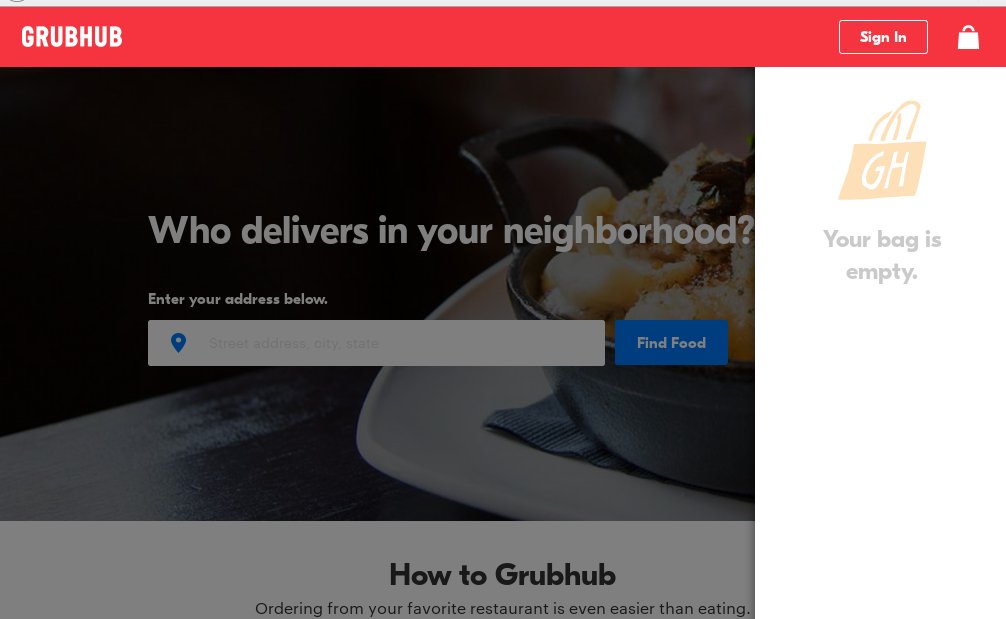 GRUBHUB
Sign In
Who delivers in your neighborhood?
Enter your address below.
Street address, city, state
Find Food
GH
Your bag is
empty.
How to Grubhub
Ordering from your favorite restaurant is even easier than eating.